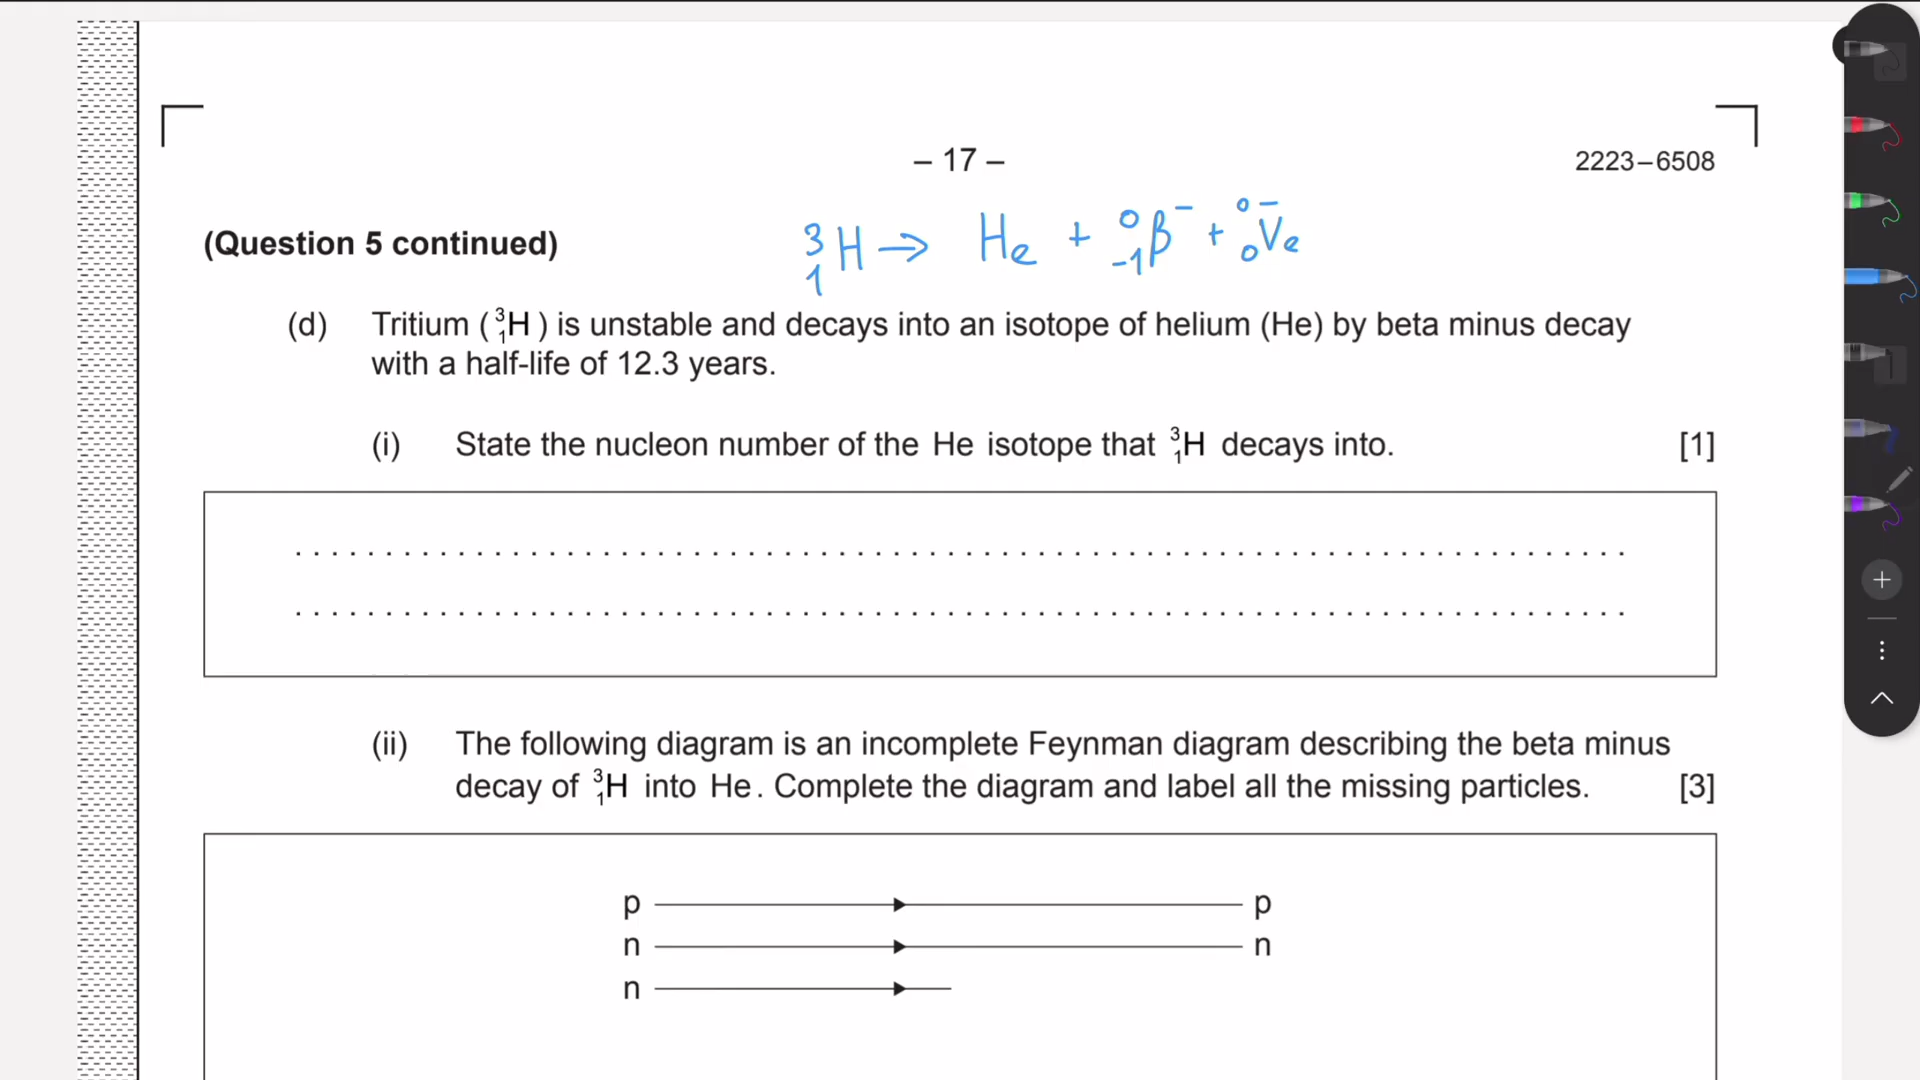 – 17 –
2223–6508
(Question 5 continued)
³₁H → He + ⁰₋₁β⁻ + ⁰₀ν̄e
(d) Tritium (³₁H) is unstable and decays into an isotope of helium (He) by beta minus decay
with a half-life of 12.3 years.
(i) State the nucleon number of the He isotope that ³₁H decays into. [1]
(ii) The following diagram is an incomplete Feynman diagram describing the beta minus
decay of ³₁H into He. Complete the diagram and label all the missing particles. [3]
p p
n n
n